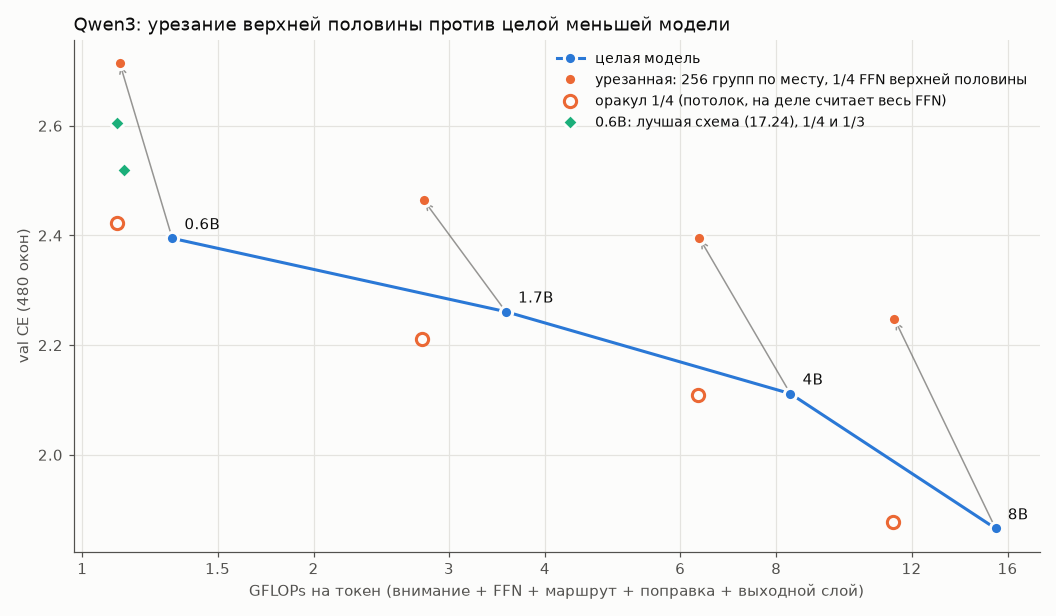 Qwen3: урезание верхней половины против целой меньшей модели
целая модель
урезанная: 256 групп по месту, 1/4 FFN верхней половины
оракул 1/4 (потолок, на деле считает весь FFN)
0.6B: лучшая схема (17.24), 1/4 и 1/3
val CE (480 окон)
2.6
2.4
2.2
2.0
0.6B
1.7B
4B
8B
1
1.5
2
3
4
6
8
12
16
GFLOPs на токен (внимание + FFN + маршрут + поправка + выходной слой)